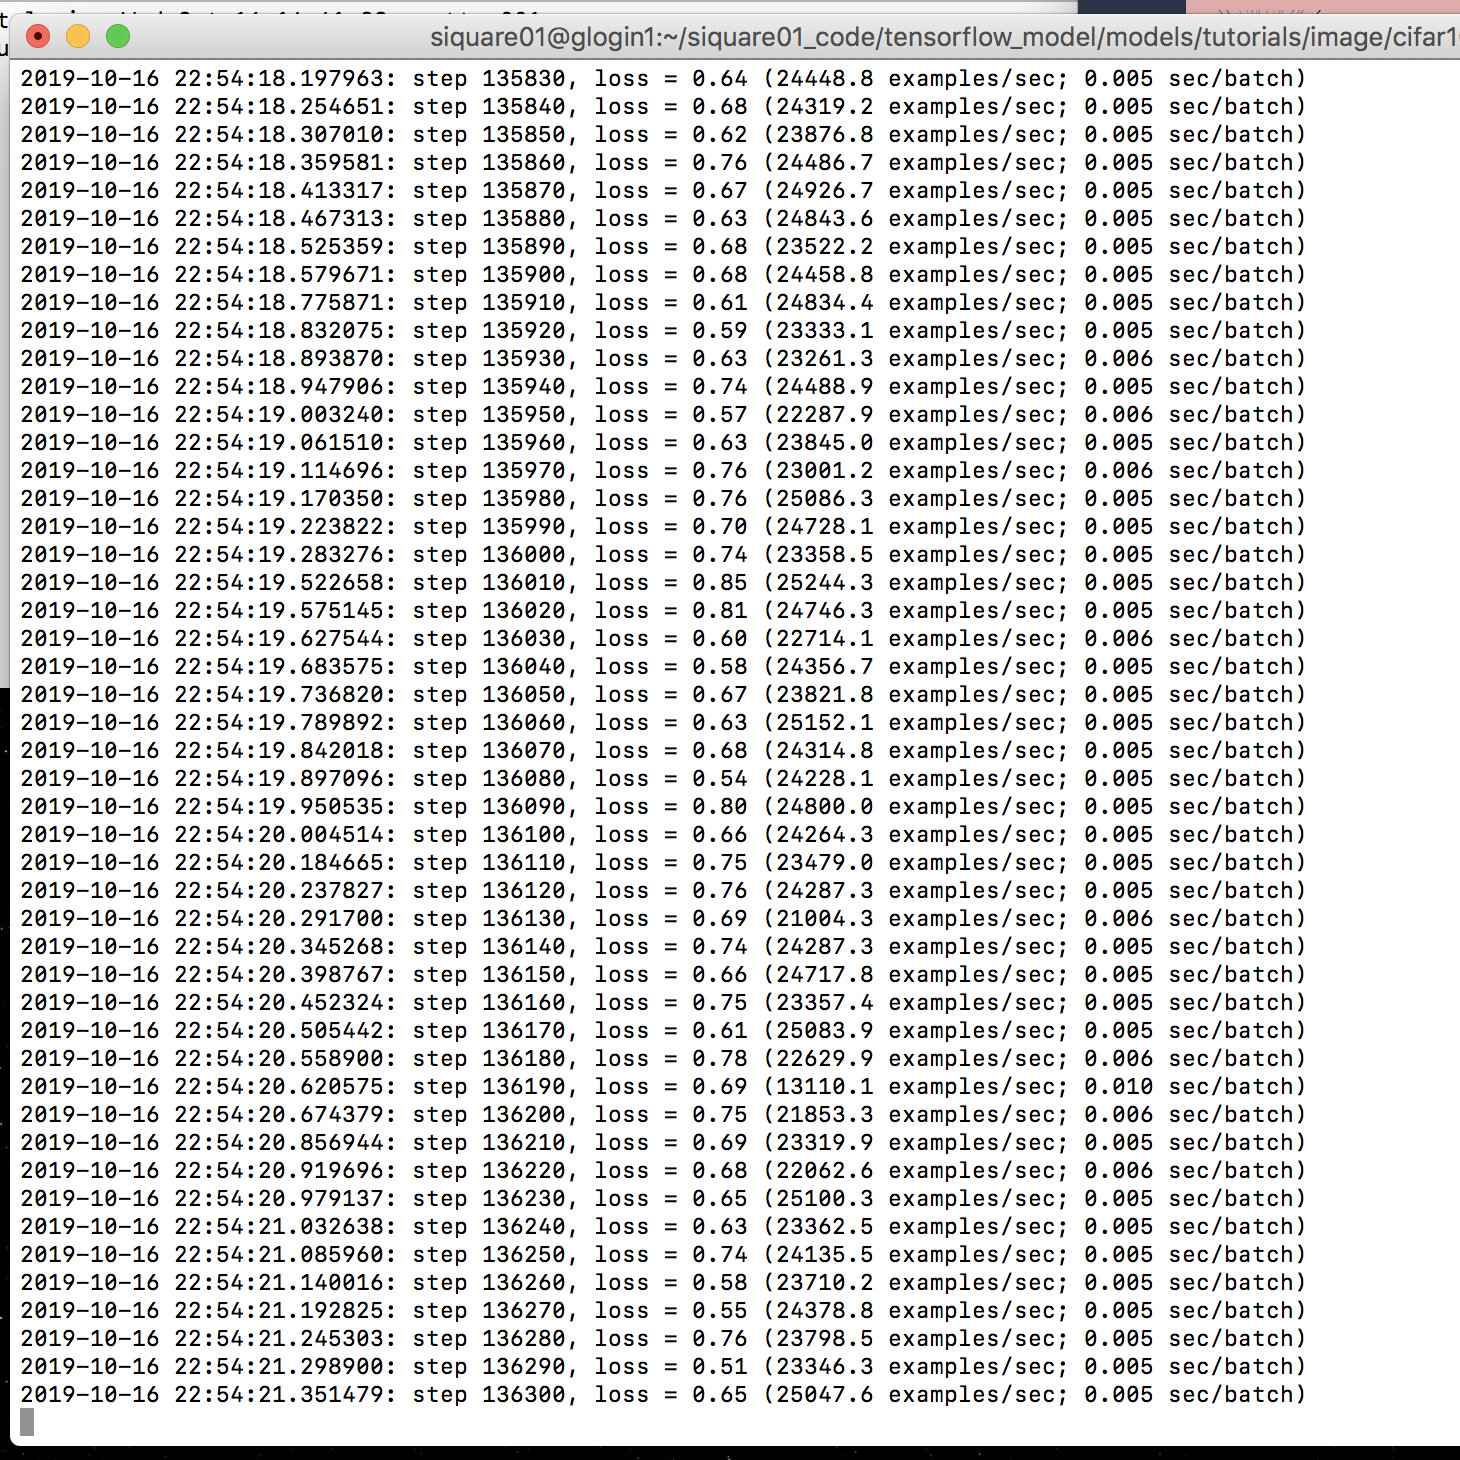 siquare01@glogin1:~/siquare01_code/tensorflow_model/models/tutorials/image/cifar1
2019-10-16 22:54:18.197963: step 135830, loss = 0.64 (24448.8 examples/sec; 0.005 sec/batch)
2019-10-16 22:54:18.254651: step 135840, loss = 0.68 (24319.2 examples/sec; 0.005 sec/batch)
2019-10-16 22:54:18.307010: step 135850, loss = 0.62 (23876.8 examples/sec; 0.005 sec/batch)
2019-10-16 22:54:18.359581: step 135860, loss = 0.76 (24486.7 examples/sec; 0.005 sec/batch)
2019-10-16 22:54:18.413317: step 135870, loss = 0.67 (24926.7 examples/sec; 0.005 sec/batch)
2019-10-16 22:54:18.467313: step 135880, loss = 0.63 (24843.6 examples/sec; 0.005 sec/batch)
2019-10-16 22:54:18.525359: step 135890, loss = 0.68 (23522.2 examples/sec; 0.005 sec/batch)
2019-10-16 22:54:18.579671: step 135900, loss = 0.68 (24458.8 examples/sec; 0.005 sec/batch)
2019-10-16 22:54:18.775871: step 135910, loss = 0.61 (24834.4 examples/sec; 0.005 sec/batch)
2019-10-16 22:54:18.832075: step 135920, loss = 0.59 (23333.1 examples/sec; 0.005 sec/batch)
2019-10-16 22:54:18.893870: step 135930, loss = 0.63 (23261.3 examples/sec; 0.006 sec/batch)
2019-10-16 22:54:18.947906: step 135940, loss = 0.74 (24488.9 examples/sec; 0.005 sec/batch)
2019-10-16 22:54:19.003240: step 135950, loss = 0.57 (22287.9 examples/sec; 0.006 sec/batch)
2019-10-16 22:54:19.061510: step 135960, loss = 0.63 (23845.0 examples/sec; 0.005 sec/batch)
2019-10-16 22:54:19.114696: step 135970, loss = 0.76 (23001.2 examples/sec; 0.006 sec/batch)
2019-10-16 22:54:19.170350: step 135980, loss = 0.76 (25086.3 examples/sec; 0.005 sec/batch)
2019-10-16 22:54:19.223822: step 135990, loss = 0.70 (24728.1 examples/sec; 0.005 sec/batch)
2019-10-16 22:54:19.283276: step 136000, loss = 0.74 (23358.5 examples/sec; 0.005 sec/batch)
2019-10-16 22:54:19.522658: step 136010, loss = 0.85 (25244.3 examples/sec; 0.005 sec/batch)
2019-10-16 22:54:19.575145: step 136020, loss = 0.81 (24746.3 examples/sec; 0.005 sec/batch)
2019-10-16 22:54:19.627544: step 136030, loss = 0.60 (22714.1 examples/sec; 0.006 sec/batch)
2019-10-16 22:54:19.683575: step 136040, loss = 0.58 (24356.7 examples/sec; 0.005 sec/batch)
2019-10-16 22:54:19.736820: step 136050, loss = 0.67 (23821.8 examples/sec; 0.005 sec/batch)
2019-10-16 22:54:19.789892: step 136060, loss = 0.63 (25152.1 examples/sec; 0.005 sec/batch)
2019-10-16 22:54:19.842018: step 136070, loss = 0.68 (24314.8 examples/sec; 0.005 sec/batch)
2019-10-16 22:54:19.897096: step 136080, loss = 0.54 (24228.1 examples/sec; 0.005 sec/batch)
2019-10-16 22:54:19.950535: step 136090, loss = 0.80 (24800.0 examples/sec; 0.005 sec/batch)
2019-10-16 22:54:20.004514: step 136100, loss = 0.66 (24264.3 examples/sec; 0.005 sec/batch)
2019-10-16 22:54:20.184665: step 136110, loss = 0.75 (23479.0 examples/sec; 0.005 sec/batch)
2019-10-16 22:54:20.237827: step 136120, loss = 0.76 (24287.3 examples/sec; 0.005 sec/batch)
2019-10-16 22:54:20.291700: step 136130, loss = 0.69 (21004.3 examples/sec; 0.006 sec/batch)
2019-10-16 22:54:20.345268: step 136140, loss = 0.74 (24287.3 examples/sec; 0.005 sec/batch)
2019-10-16 22:54:20.398767: step 136150, loss = 0.66 (24717.8 examples/sec; 0.005 sec/batch)
2019-10-16 22:54:20.452324: step 136160, loss = 0.75 (23357.4 examples/sec; 0.005 sec/batch)
2019-10-16 22:54:20.505442: step 136170, loss = 0.61 (25083.9 examples/sec; 0.005 sec/batch)
2019-10-16 22:54:20.558900: step 136180, loss = 0.78 (22629.9 examples/sec; 0.006 sec/batch)
2019-10-16 22:54:20.620575: step 136190, loss = 0.69 (13110.1 examples/sec; 0.010 sec/batch)
2019-10-16 22:54:20.674379: step 136200, loss = 0.75 (21853.3 examples/sec; 0.006 sec/batch)
2019-10-16 22:54:20.856944: step 136210, loss = 0.69 (23319.9 examples/sec; 0.005 sec/batch)
2019-10-16 22:54:20.919696: step 136220, loss = 0.68 (22062.6 examples/sec; 0.006 sec/batch)
2019-10-16 22:54:20.979137: step 136230, loss = 0.65 (25100.3 examples/sec; 0.005 sec/batch)
2019-10-16 22:54:21.032638: step 136240, loss = 0.63 (23362.5 examples/sec; 0.005 sec/batch)
2019-10-16 22:54:21.085960: step 136250, loss = 0.74 (24135.5 examples/sec; 0.005 sec/batch)
2019-10-16 22:54:21.140016: step 136260, loss = 0.58 (23710.2 examples/sec; 0.005 sec/batch)
2019-10-16 22:54:21.192825: step 136270, loss = 0.55 (24378.8 examples/sec; 0.005 sec/batch)
2019-10-16 22:54:21.245303: step 136280, loss = 0.76 (23798.5 examples/sec; 0.005 sec/batch)
2019-10-16 22:54:21.298900: step 136290, loss = 0.51 (23346.3 examples/sec; 0.005 sec/batch)
2019-10-16 22:54:21.351479: step 136300, loss = 0.65 (25047.6 examples/sec; 0.005 sec/batch)